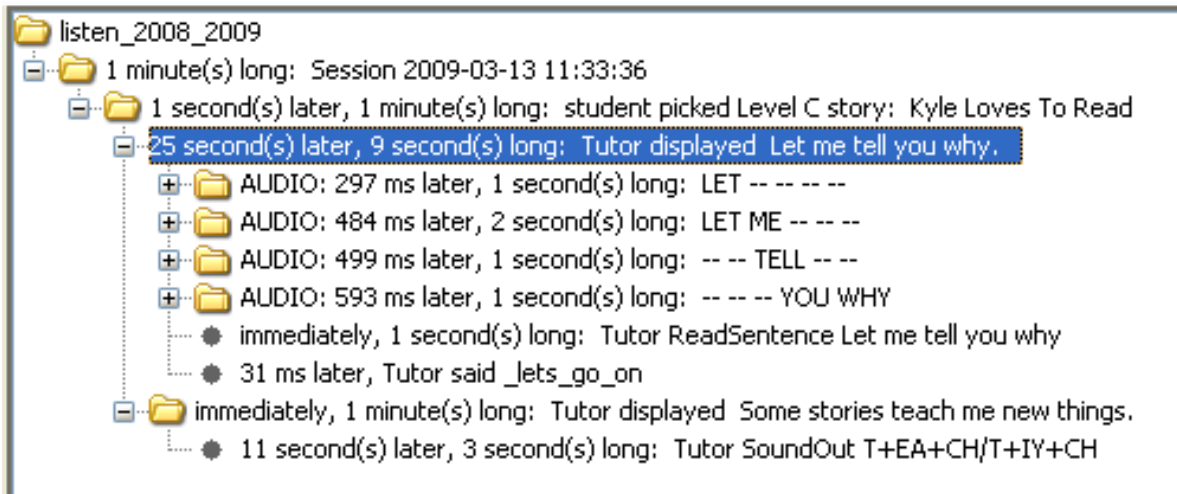 listen_2008_2009
1 minute(s) long: Session 2009-03-13 11:33:36
1 second(s) later, 1 minute(s) long: student picked Level C story: Kyle Loves To Read
25 second(s) later, 9 second(s) long: Tutor displayed Let me tell you why.
AUDIO: 297 ms later, 1 second(s) long: LET -- -- -- --
AUDIO: 484 ms later, 2 second(s) long: LET ME -- -- --
AUDIO: 499 ms later, 1 second(s) long: -- -- TELL -- --
AUDIO: 593 ms later, 1 second(s) long: -- -- -- YOU WHY
immediately, 1 second(s) long: Tutor ReadSentence Let me tell you why
31 ms later, Tutor said _lets_go_on
immediately, 1 minute(s) long: Tutor displayed Some stories teach me new things.
11 second(s) later, 3 second(s) long: Tutor SoundOut T+EA+CH/T+IY+CH